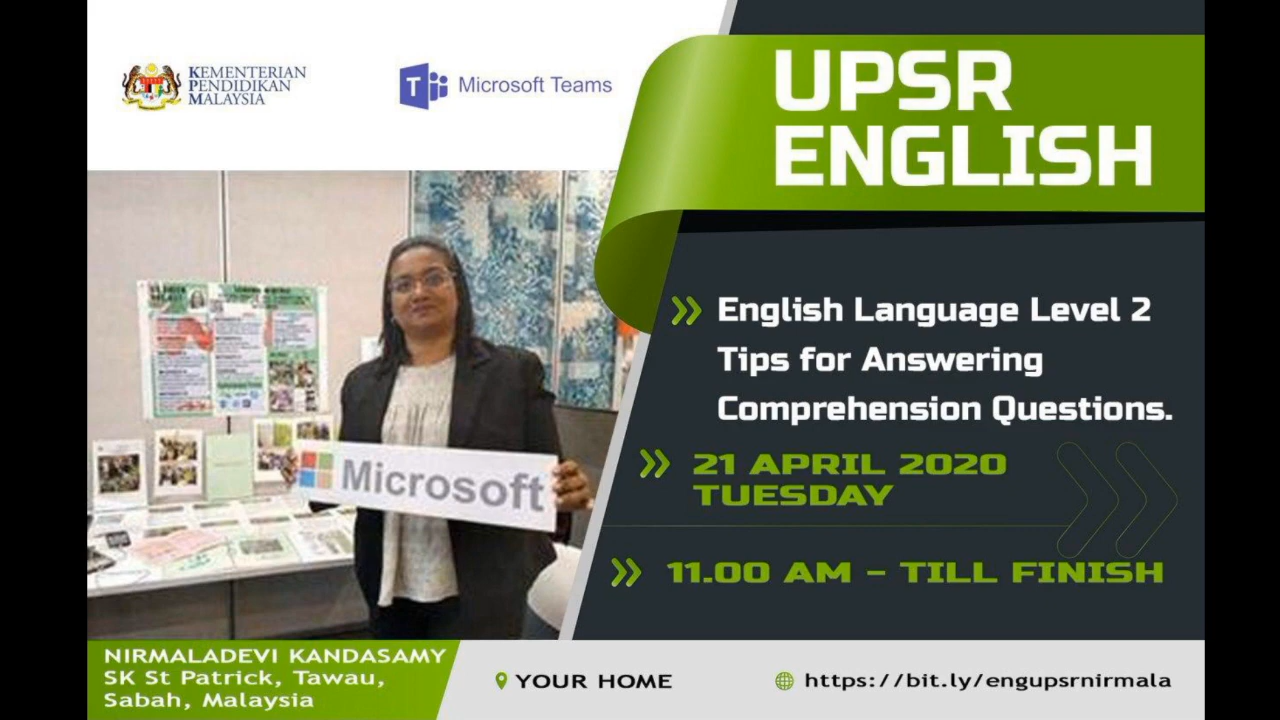 KEMENTERIAN
PENDIDIKAN
MALAYSIA
Microsoft Teams
UPSR
ENGLISH
English Language Level 2
Tips for Answering
Comprehension Questions.
21 APRIL 2020
TUESDAY
11.00 AM – TILL FINISH
Microsoft
NIRMALADEVI KANDASAMY
SK St Patrick, Tawau,
Sabah, Malaysia
YOUR HOME
https://bit.ly/engupsrnirmala